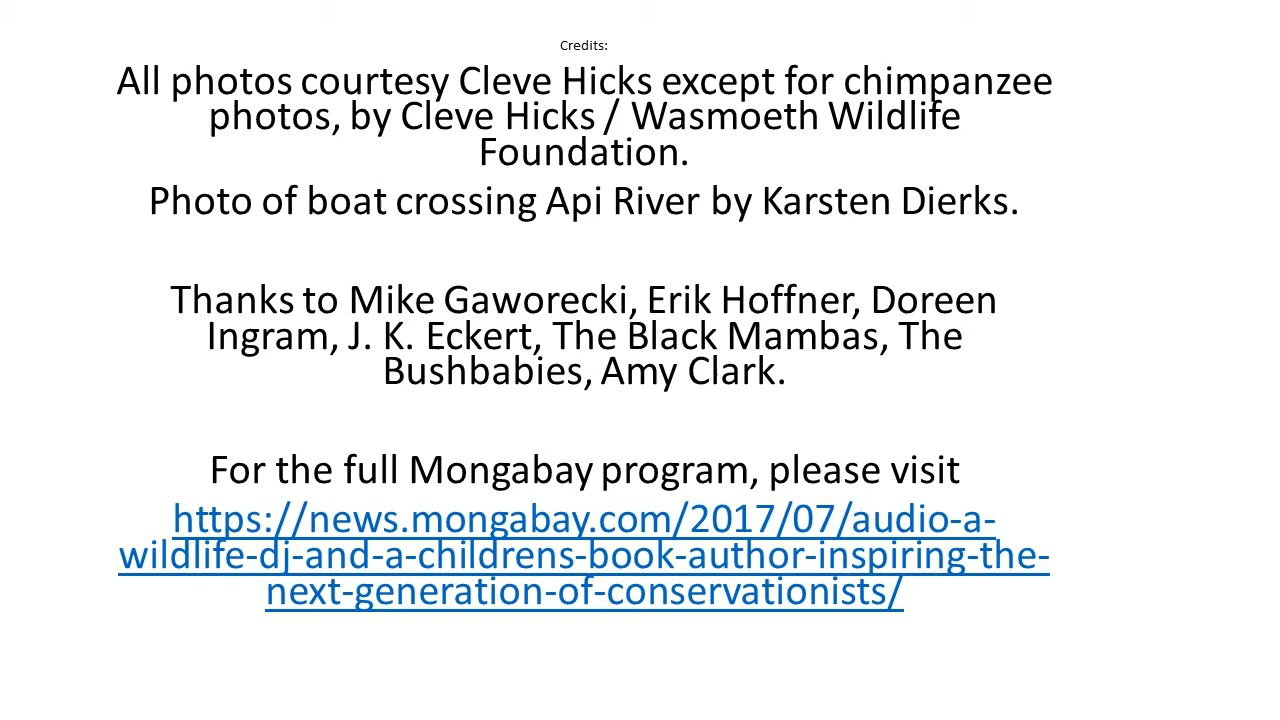 Credits:
All photos courtesy Cleve Hicks except for chimpanzee
photos, by Cleve Hicks / Wasmoeth Wildlife
Foundation.
Photo of boat crossing Api River by Karsten Dierks.
Thanks to Mike Gaworecki, Erik Hoffner, Doreen
Ingram, J. K. Eckert, The Black Mambas, The
Bushbabies, Amy Clark.
For the full Mongabay program, please visit
https://news.mongabay.com/2017/07/audio-a-
wildlife-dj-and-a-childrens-book-author-inspiring-the-
next-generation-of-conservationists/